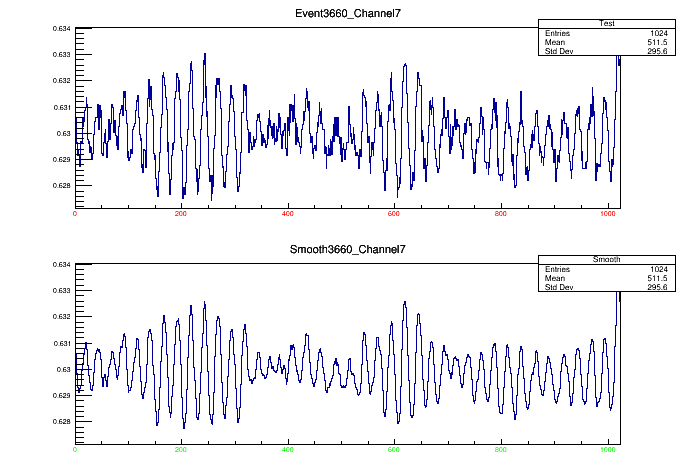 Event3660_Channel7
Test
Entries 1024
Mean 511.5
Std Dev 295.6
0.634
0.633
0.632
0.631
0.63
0.629
0.628
0 200 400 600 800 1000
Smooth3660_Channel7
Smooth
Entries 1024
Mean 511.5
Std Dev 295.6
0.634
0.633
0.632
0.631
0.63
0.629
0.628
0 200 400 600 800 1000